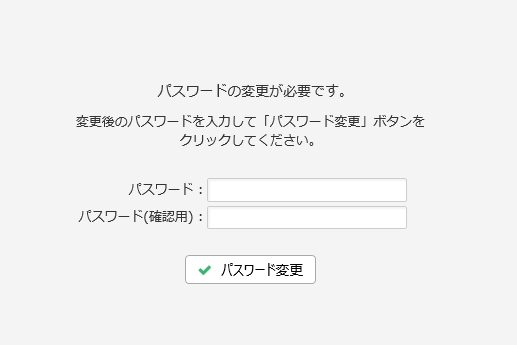 パスワードの変更が必要です。
変更後のパスワードを入力して「パスワード変更」ボタンを
クリックしてください。
パスワード :
パスワード(確認用) :
パスワード変更